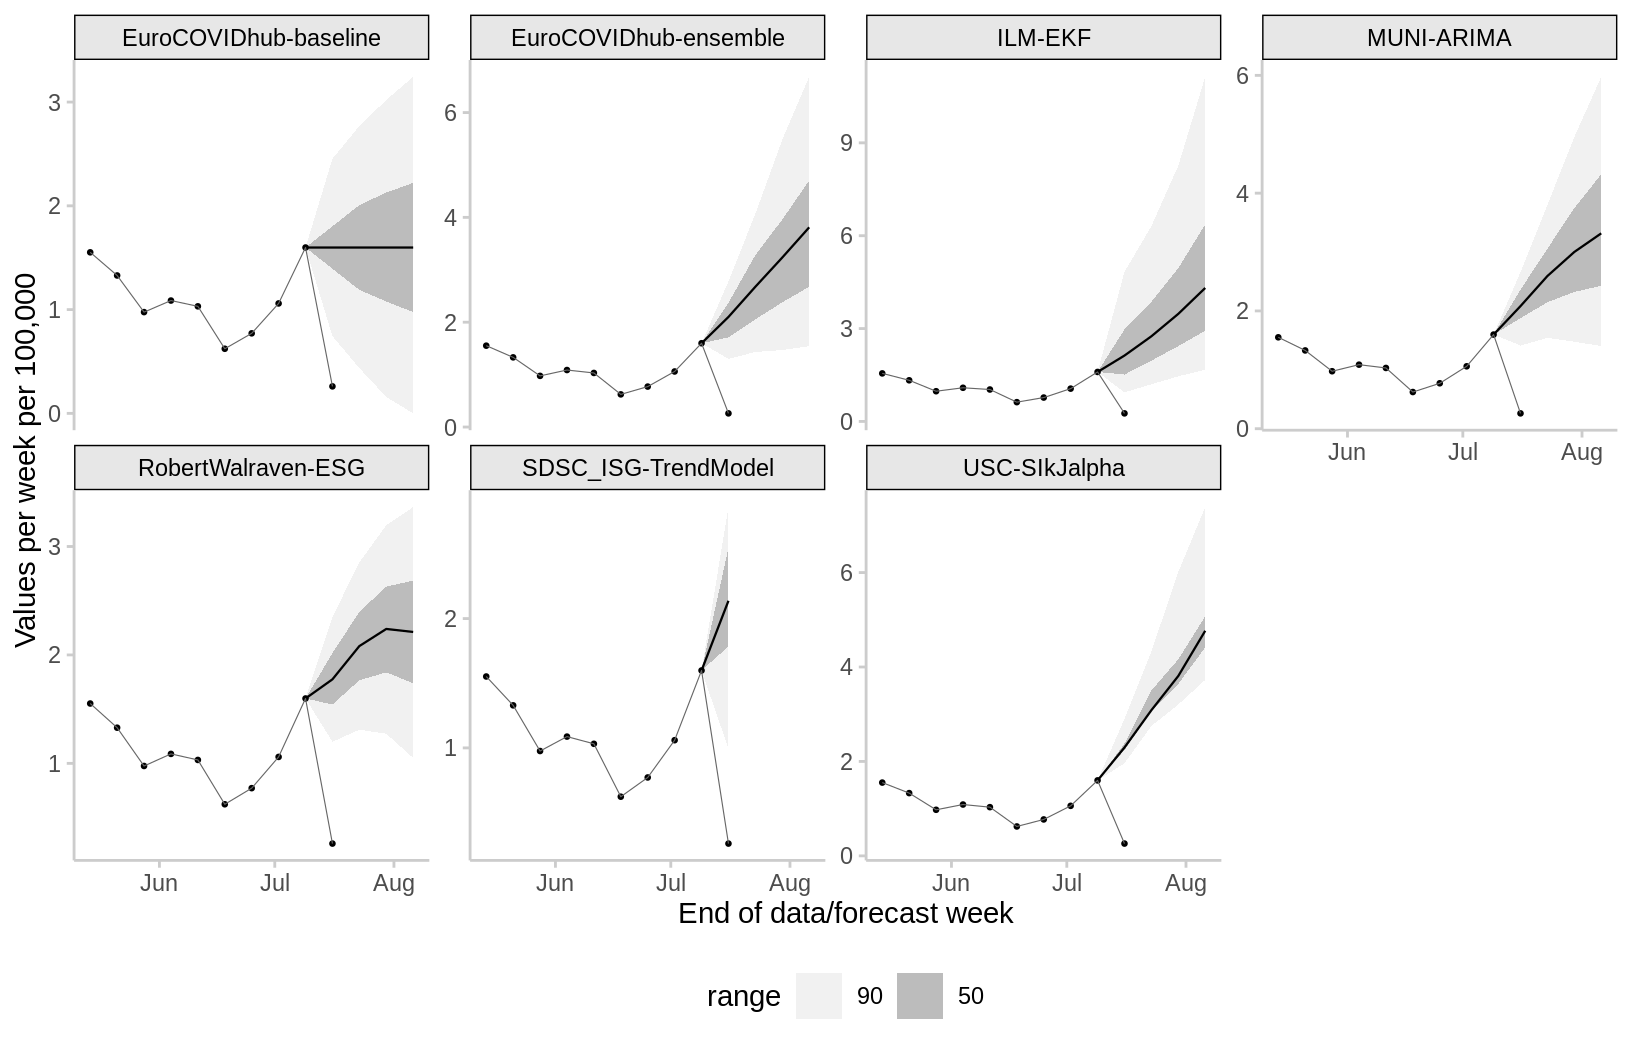 EuroCOVIDhub-baseline
EuroCOVIDhub-ensemble
ILM-EKF
MUNI-ARIMA
3
2
1
0
6
4
2
0
9
6
3
0
6
4
2
0
Jun Jul Aug
Values per week per 100,000
RobertWalraven-ESG
SDSC_ISG-TrendModel
USC-SIkJalpha
3
2
1
2
1
6
4
2
0
Jun Jul Aug
Jun Jul Aug
Jun Jul Aug
End of data/forecast week
range 90 50